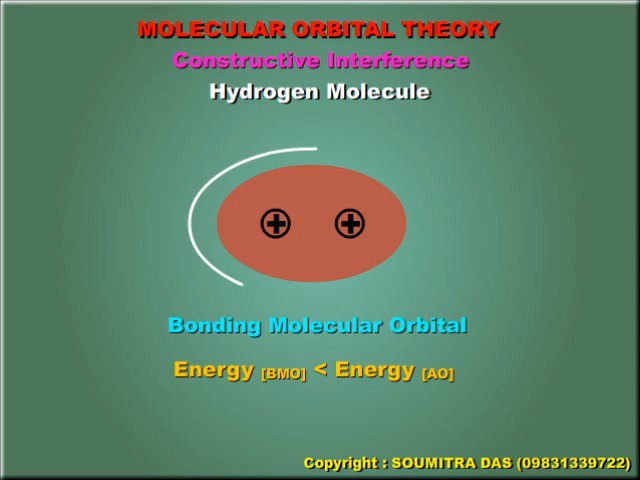 MOLECULAR ORBITAL THEORY
Constructive Interference
Hydrogen Molecule
Bonding Molecular Orbital
Energy [BMO] < Energy [AO]
Copyright : SOUMITRA DAS (09831339722)